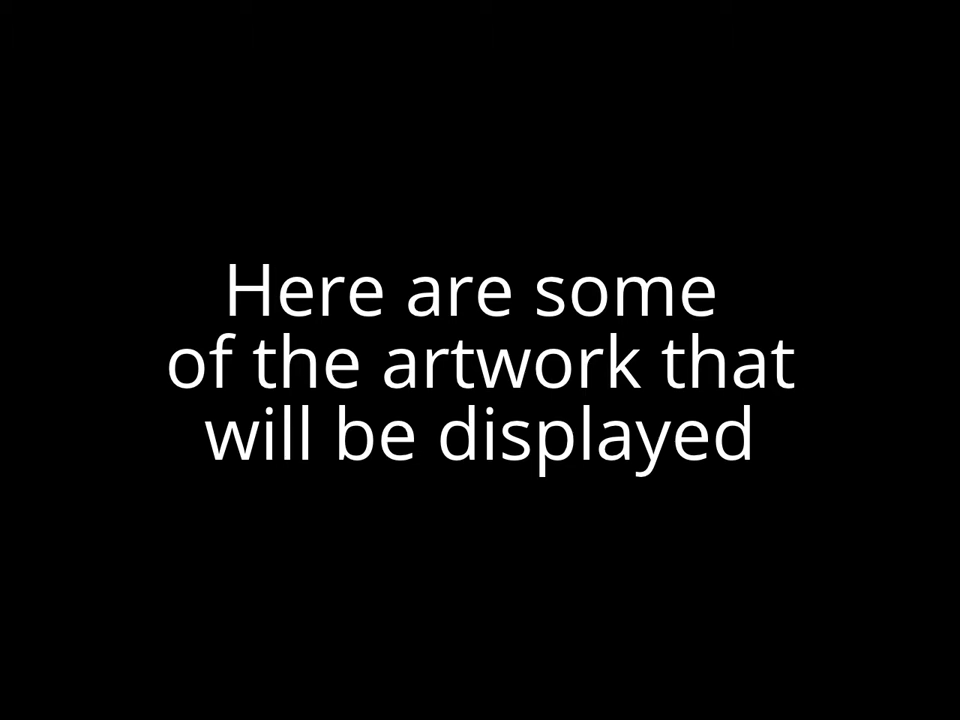 Here are some
of the artwork that
will be displayed